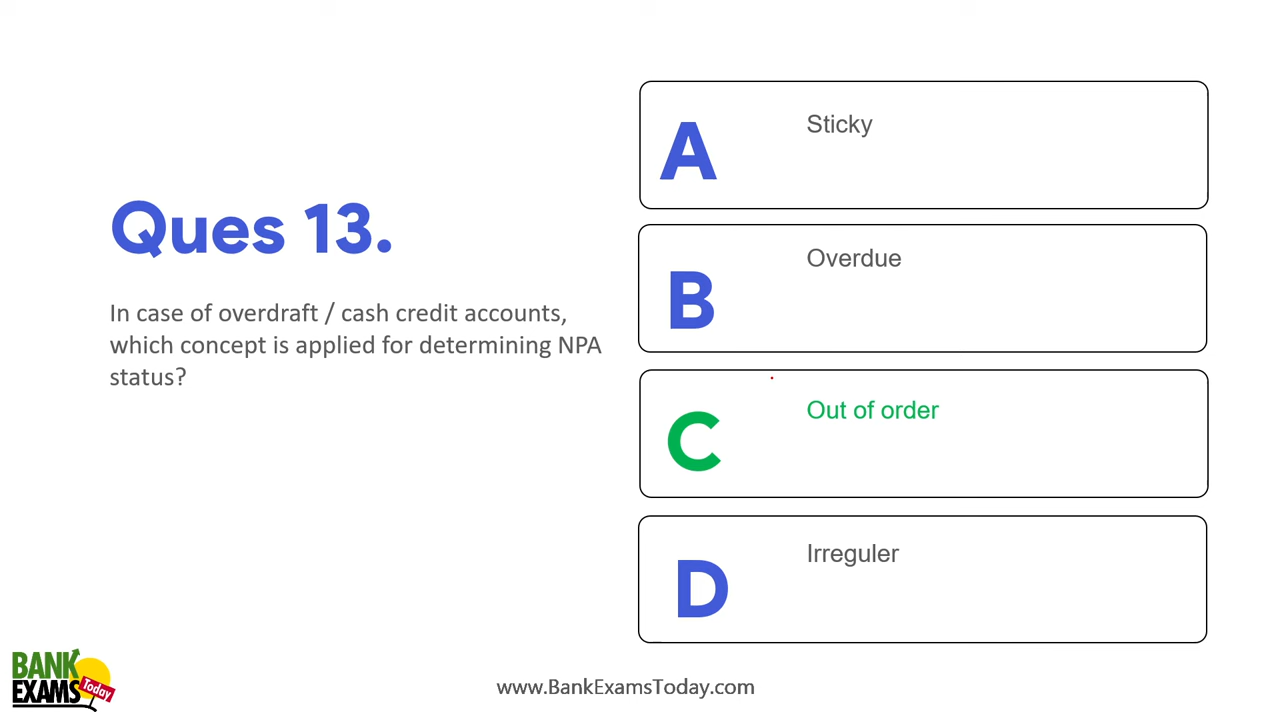 Ques 13.
In case of overdraft / cash credit accounts,
which concept is applied for determining NPA
status?
A
Sticky
B
Overdue
C
Out of order
D
Irreguler
BANK
EXAMS
Today
www.BankExamsToday.com